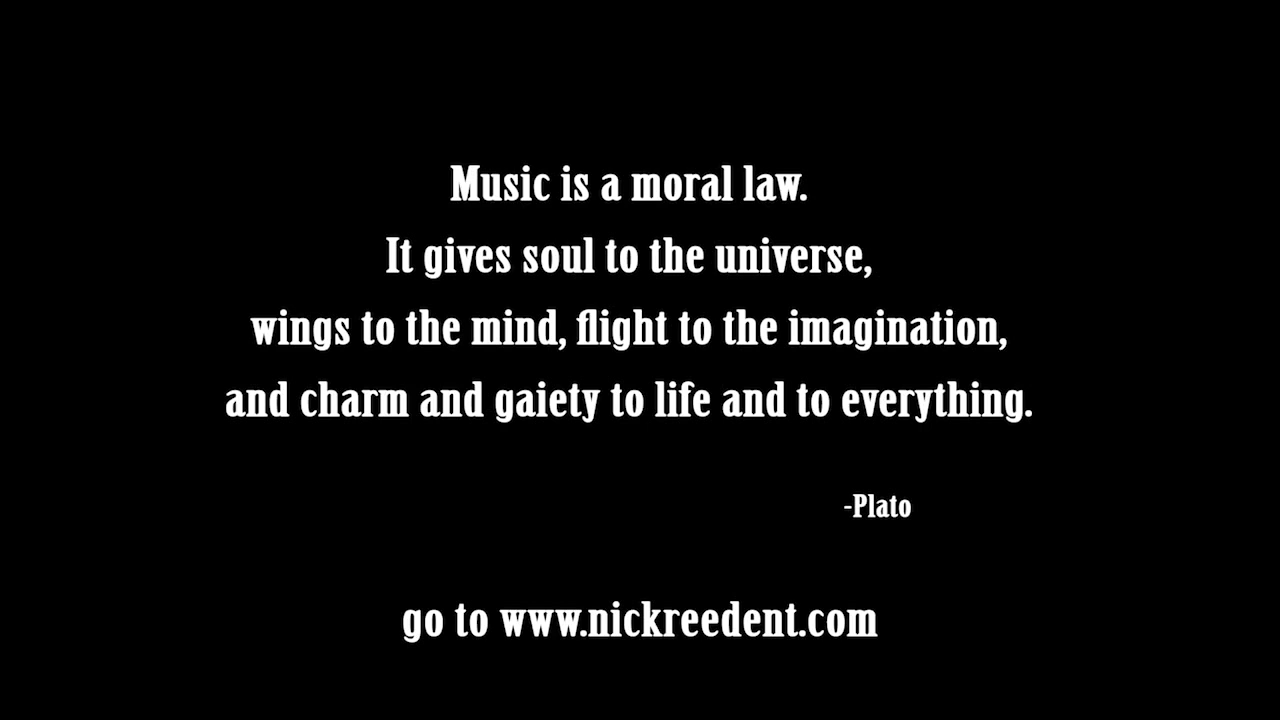 Music is a moral law.
It gives soul to the universe,
wings to the mind, flight to the imagination,
and charm and gaiety to life and to everything.
-Plato
go to www.nickreedent.com